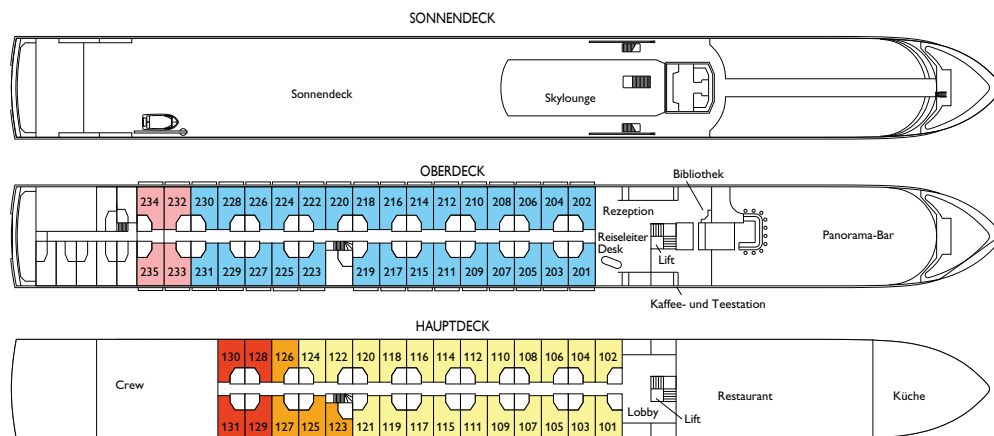 SONNENDECK
Sonnendeck
Skylounge
OBERDECK
Bibliothek
234 232 230 228 226 224 222 220 218 216 214 212 210 208 206 204 202
Rezeption
Reiseleiter
Desk
Lift
Panorama-Bar
235 233 231 229 227 225 223 219 217 215 211 209 207 205 203 201
Kaffee- und Teestation
HAUPTDECK
130 128 126 124 122 120 118 116 114 112 110 108 106 104 102
Crew
Restaurant
Küche
Lobby
Lift
131 129 127 125 123 121 119 117 115 111 109 107 105 103 101